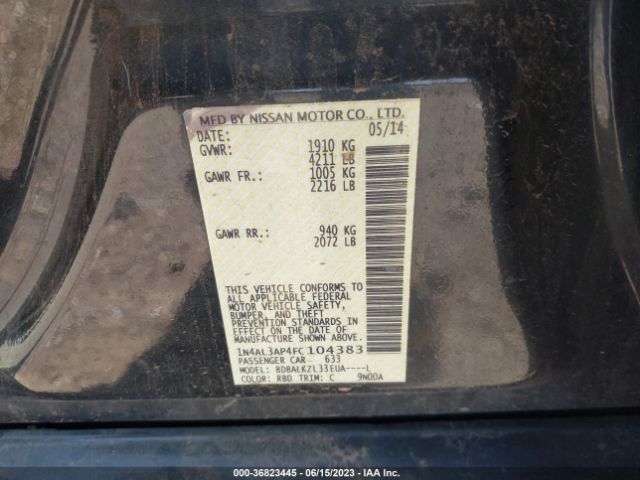 MFD BY NISSAN MOTOR CO., LTD.
DATE: 05/14
GVWR: 1910 KG
4211 LB
GAWR FR.: 1005 KG
2216 LB
GAWR RR.: 940 KG
2072 LB
THIS VEHICLE CONFORMS TO
ALL APPLICABLE FEDERAL
MOTOR VEHICLE SAFETY,
BUMPER, AND THEFT
PREVENTION STANDARDS IN
EFFECT ON THE DATE OF
MANUFACTURE SHOWN ABOVE.
1N4AL3AP4FC104383
PASSENGER CAR 633
MODEL: BDBALKZL33EUA----L
COLOR: RBD TRIM: C 9N00A
000-36823445 - 06/15/2023 - IAA Inc.